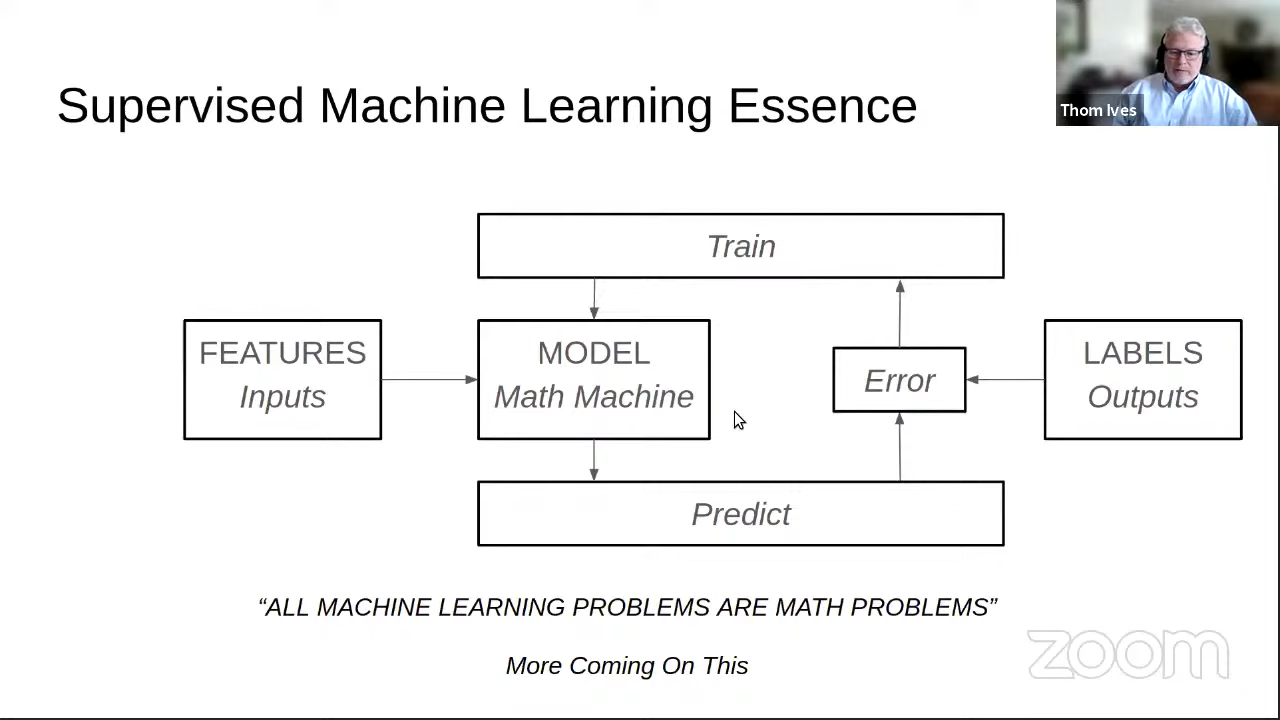 Supervised Machine Learning Essence
Thom Ives
Train
FEATURES
Inputs
MODEL
Math Machine
Error
LABELS
Outputs
Predict
“ALL MACHINE LEARNING PROBLEMS ARE MATH PROBLEMS”
More Coming On This
zoom